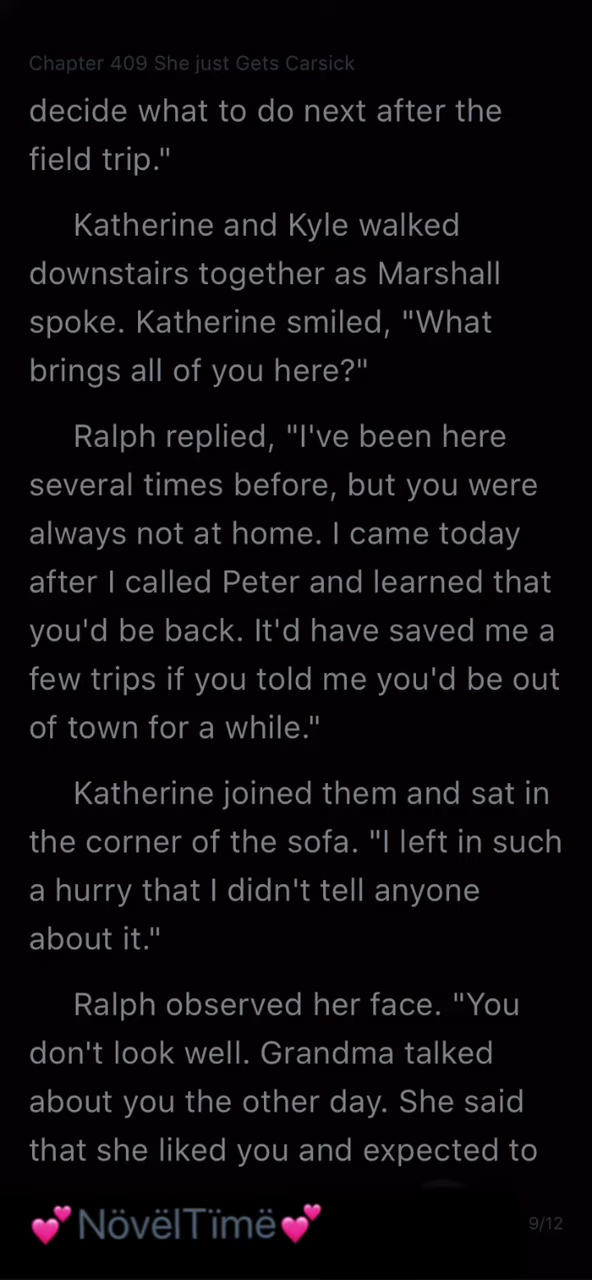 Chapter 409 She just Gets Carsick
decide what to do next after the
field trip."
Katherine and Kyle walked
downstairs together as Marshall
spoke. Katherine smiled, "What
brings all of you here?"
Ralph replied, "I've been here
several times before, but you were
always not at home. I came today
after I called Peter and learned that
you'd be back. It'd have saved me a
few trips if you told me you'd be out
of town for a while."
Katherine joined them and sat in
the corner of the sofa. "I left in such
a hurry that I didn't tell anyone
about it."
Ralph observed her face. "You
don't look well. Grandma talked
about you the other day. She said
that she liked you and expected to
💕NövëlTïmë💕
9/12